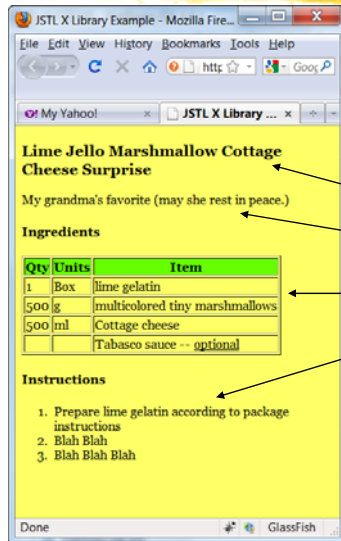 JSTL X Library Example - Mozilla Fire...
File Edit View History Bookmarks Tools Help
http Goog
My Yahoo! JSTL X Library ...
Lime Jello Marshmallow Cottage
Cheese Surprise
My grandma's favorite (may she rest in peace.)
Ingredients
Qty Units Item
1 Box lime gelatin
500 g multicolored tiny marshmallows
500 ml Cottage cheese
Tabasco sauce -- optional
Instructions
1. Prepare lime gelatin according to package
instructions
2. Blah Blah
3. Blah Blah Blah
Done GlassFish